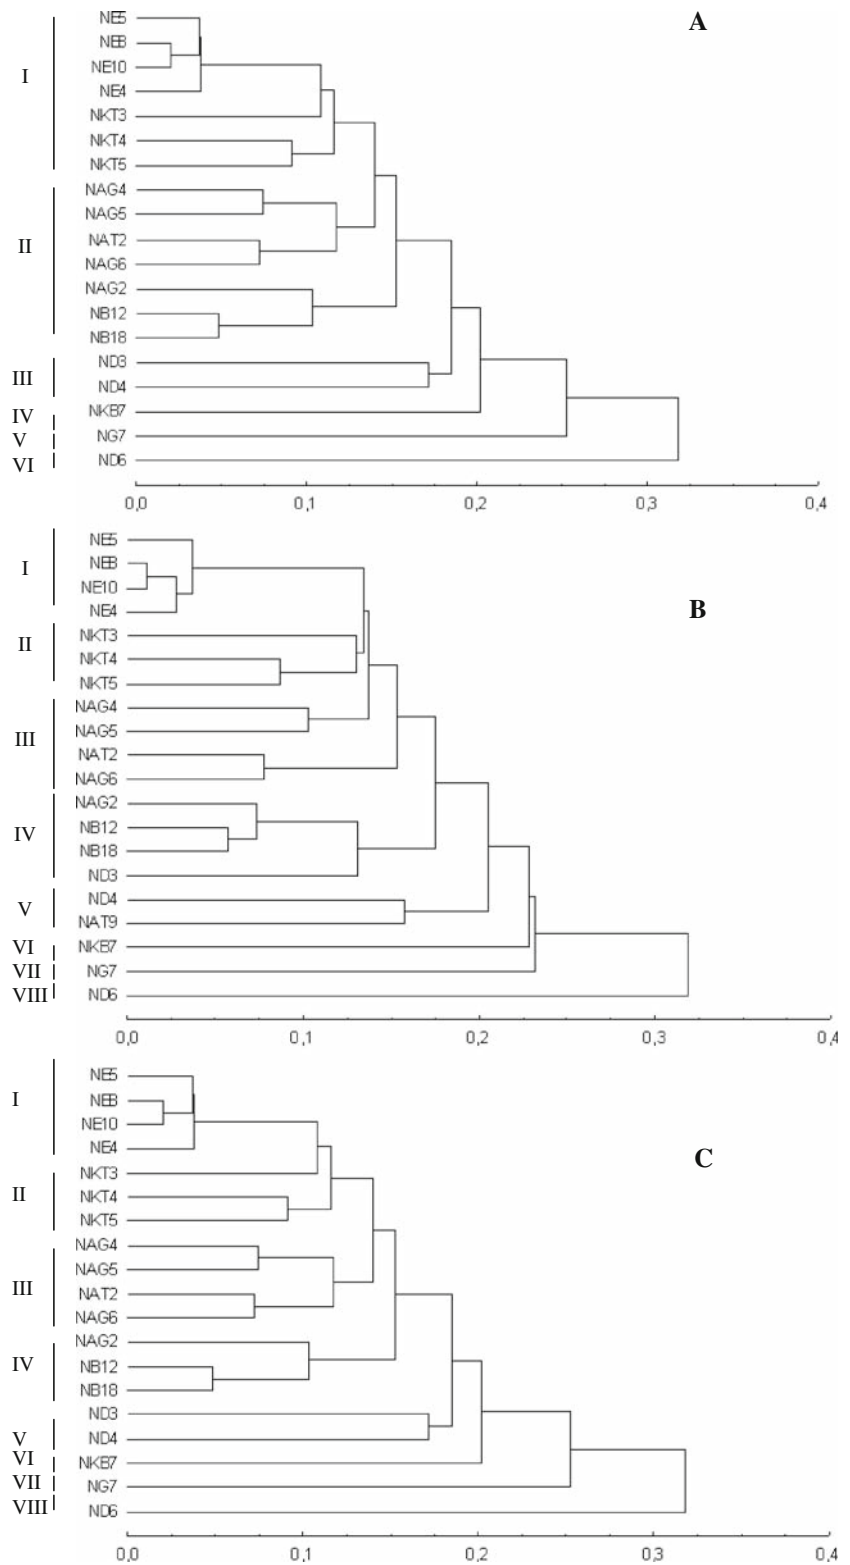 A
NE5
NE8
I NE10
NE4
NKT3
NKT4
NKT5
NAG4
NAG5
II NAT2
NAG6
NAG2
NB12
NB18
ND3
III ND4
IV NKB7
V NG7
VI ND6
0,0 0,1 0,2 0,3 0,4
B
NE5
I NE8
NE10
NE4
NKT3
II NKT4
NKT5
NAG4
NAG5
III NAT2
NAG6
NAG2
IV NB12
NB18
ND3
ND4
V NAT9
VI NKB7
VII NG7
VIII ND6
0,0 0,1 0,2 0,3 0,4
C
NE5
I NE8
NE10
NE4
NKT3
II NKT4
NKT5
NAG4
NAG5
III NAT2
NAG6
NAG2
IV NB12
NB18
ND3
V ND4
VI NKB7
VII NG7
VIII ND6
0,0 0,1 0,2 0,3 0,4